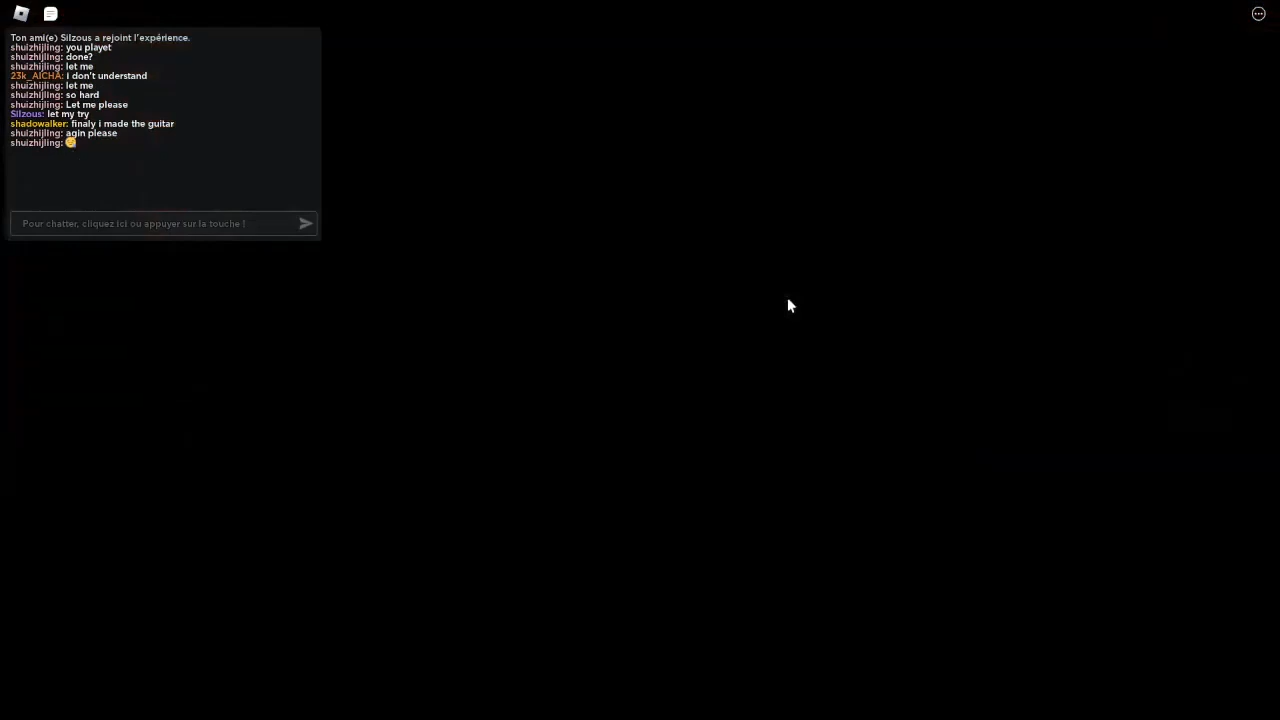 Ton ami(e) Silzous a rejoint l'expérience.
shuizhijling: you playet
shuizhijling: done?
shuizhijling: let me
23k_AICHA: i don't understand
shuizhijling: let me
shuizhijling: so hard
shuizhijling: Let me please
Silzous: let my try
shadowalker: finaly i made the guitar
shuizhijling: agin please
shuizhijling: 
Pour chatter, cliquez ici ou appuyer sur la touche !